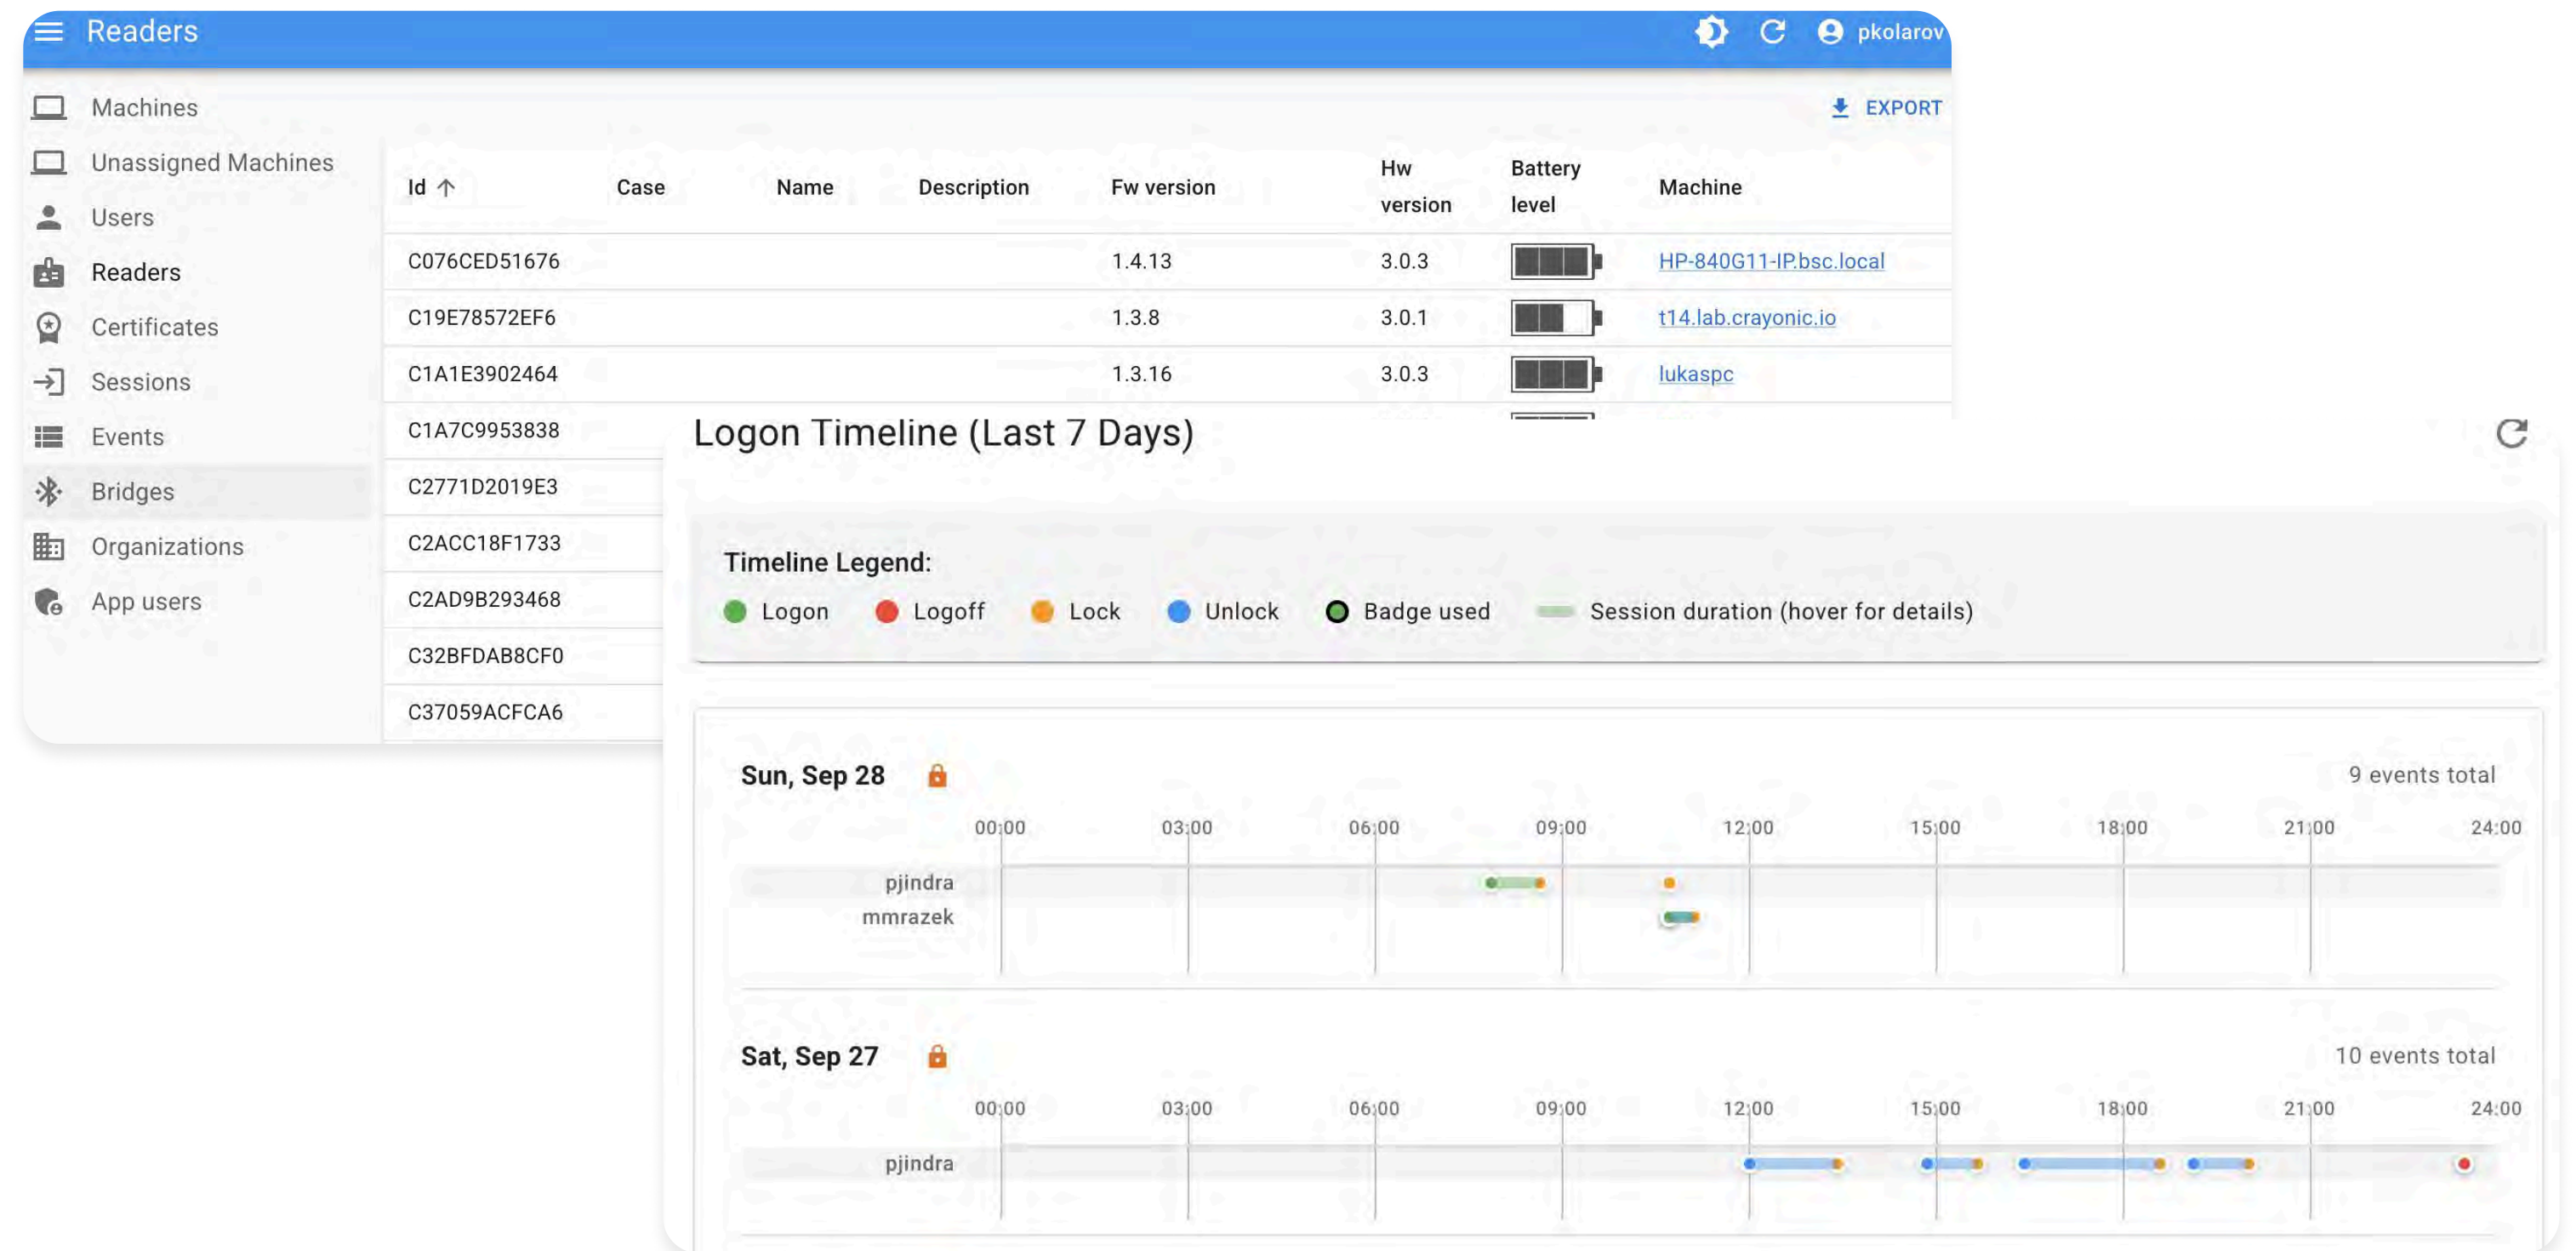 Readers
pkolarov
Machines
Unassigned Machines
Users
Readers
Certificates
Sessions
Events
Bridges
Organizations
App users
EXPORT
Id Case Name Description Fw version Hw version Battery level Machine
C076CED51676 1.4.13 3.0.3 HP-840G11-IP.bsc.local
C19E78572EF6 1.3.8 3.0.1 t14.lab.crayonic.io
C1A1E3902464 1.3.16 3.0.3 lukaspc
C1A7C9953838
C2771D2019E3
C2ACC18F1733
C2AD9B293468
C32BFDAB8CF0
C37059ACFCA6
Logon Timeline (Last 7 Days)
Timeline Legend:
Logon Logoff Lock Unlock Badge used Session duration (hover for details)
Sun, Sep 28 9 events total
00:00 03:00 06:00 09:00 12:00 15:00 18:00 21:00 24:00
pjindra
mmrazek
Sat, Sep 27 10 events total
00:00 03:00 06:00 09:00 12:00 15:00 18:00 21:00 24:00
pjindra